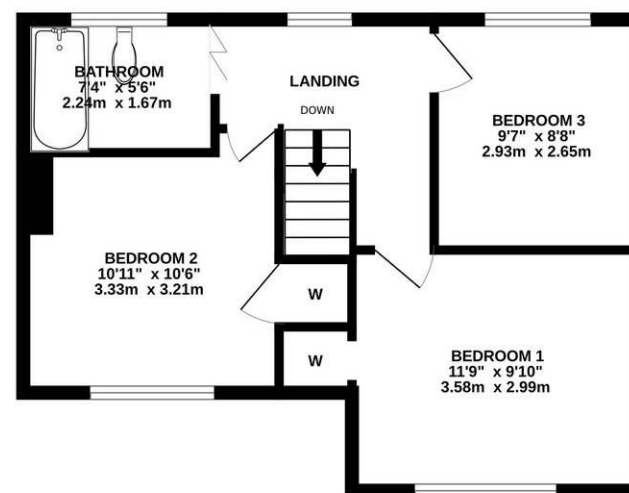 BATHROOM
7'4" x 5'6"
2.24m x 1.67m
LANDING
DOWN
BEDROOM 3
9'7" x 8'8"
2.93m x 2.65m
BEDROOM 2
10'11" x 10'6"
3.33m x 3.21m
W
W
BEDROOM 1
11'9" x 9'10"
3.58m x 2.99m